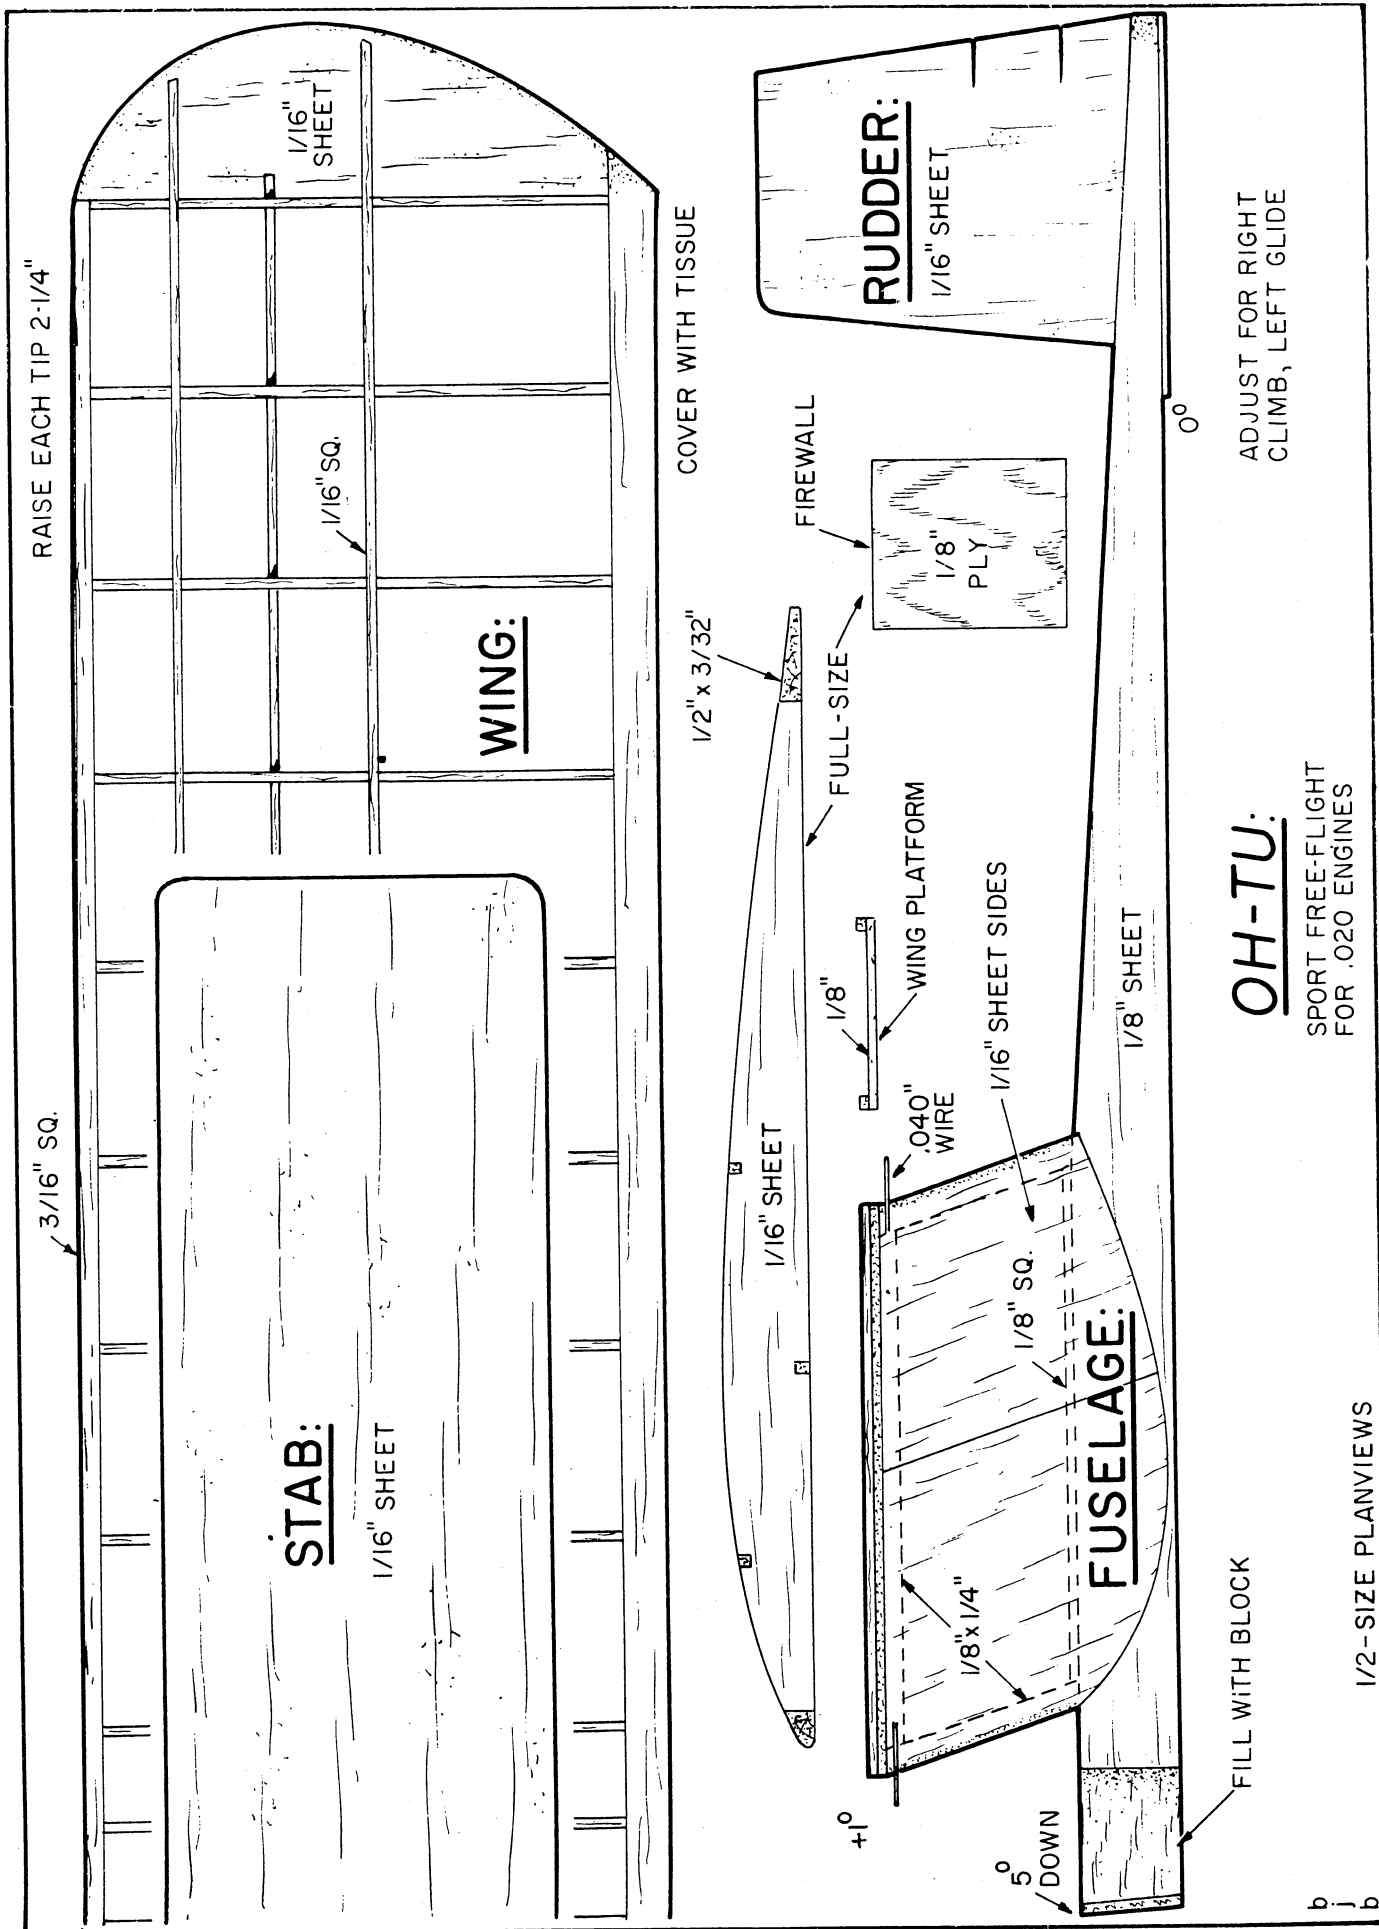 RAISE EACH TIP 2-1/4"
3/16" SQ.
1/16"
SHEET
1/16" SQ.
WING:
STAB:
1/16" SHEET
COVER WITH TISSUE
1/2" x 3/32"
FULL-SIZE
FIREWALL
1/8"
PLY
1/16" SHEET
1/8"
WING PLATFORM
RUDDER:
1/16" SHEET
+1°
.040"
WIRE
1/16" SHEET SIDES
1/8" SQ.
1/8" x 1/4"
FUSELAGE:
1/8" SHEET
0°
5°
DOWN
FILL WiTH BLOCK
ADJUST FOR RIGHT
CLIMB, LEFT GLIDE
OH-TU:
SPORT FREE-FLIGHT
FOR .020 ENGINES
1/2-SIZE PLANVIEWS
b
j
b